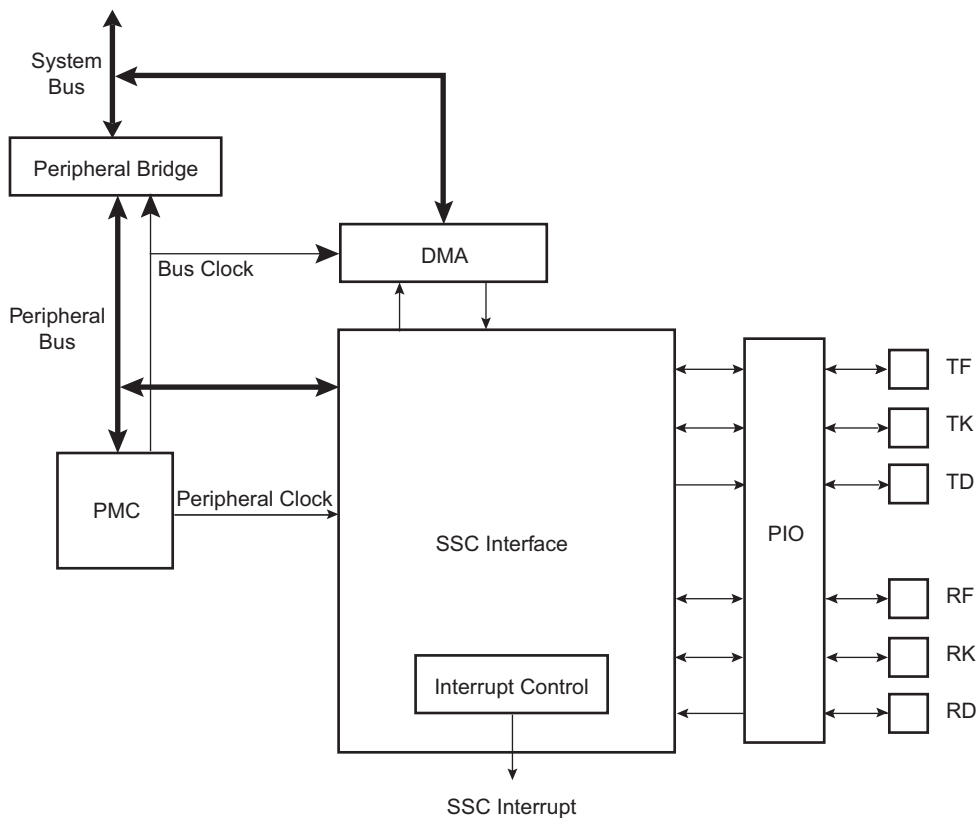 System
Bus
Peripheral Bridge
DMA
Bus Clock
Peripheral
Bus
TF
TK
TD
PMC
Peripheral Clock
SSC Interface
PIO
RF
RK
RD
Interrupt Control
SSC Interrupt